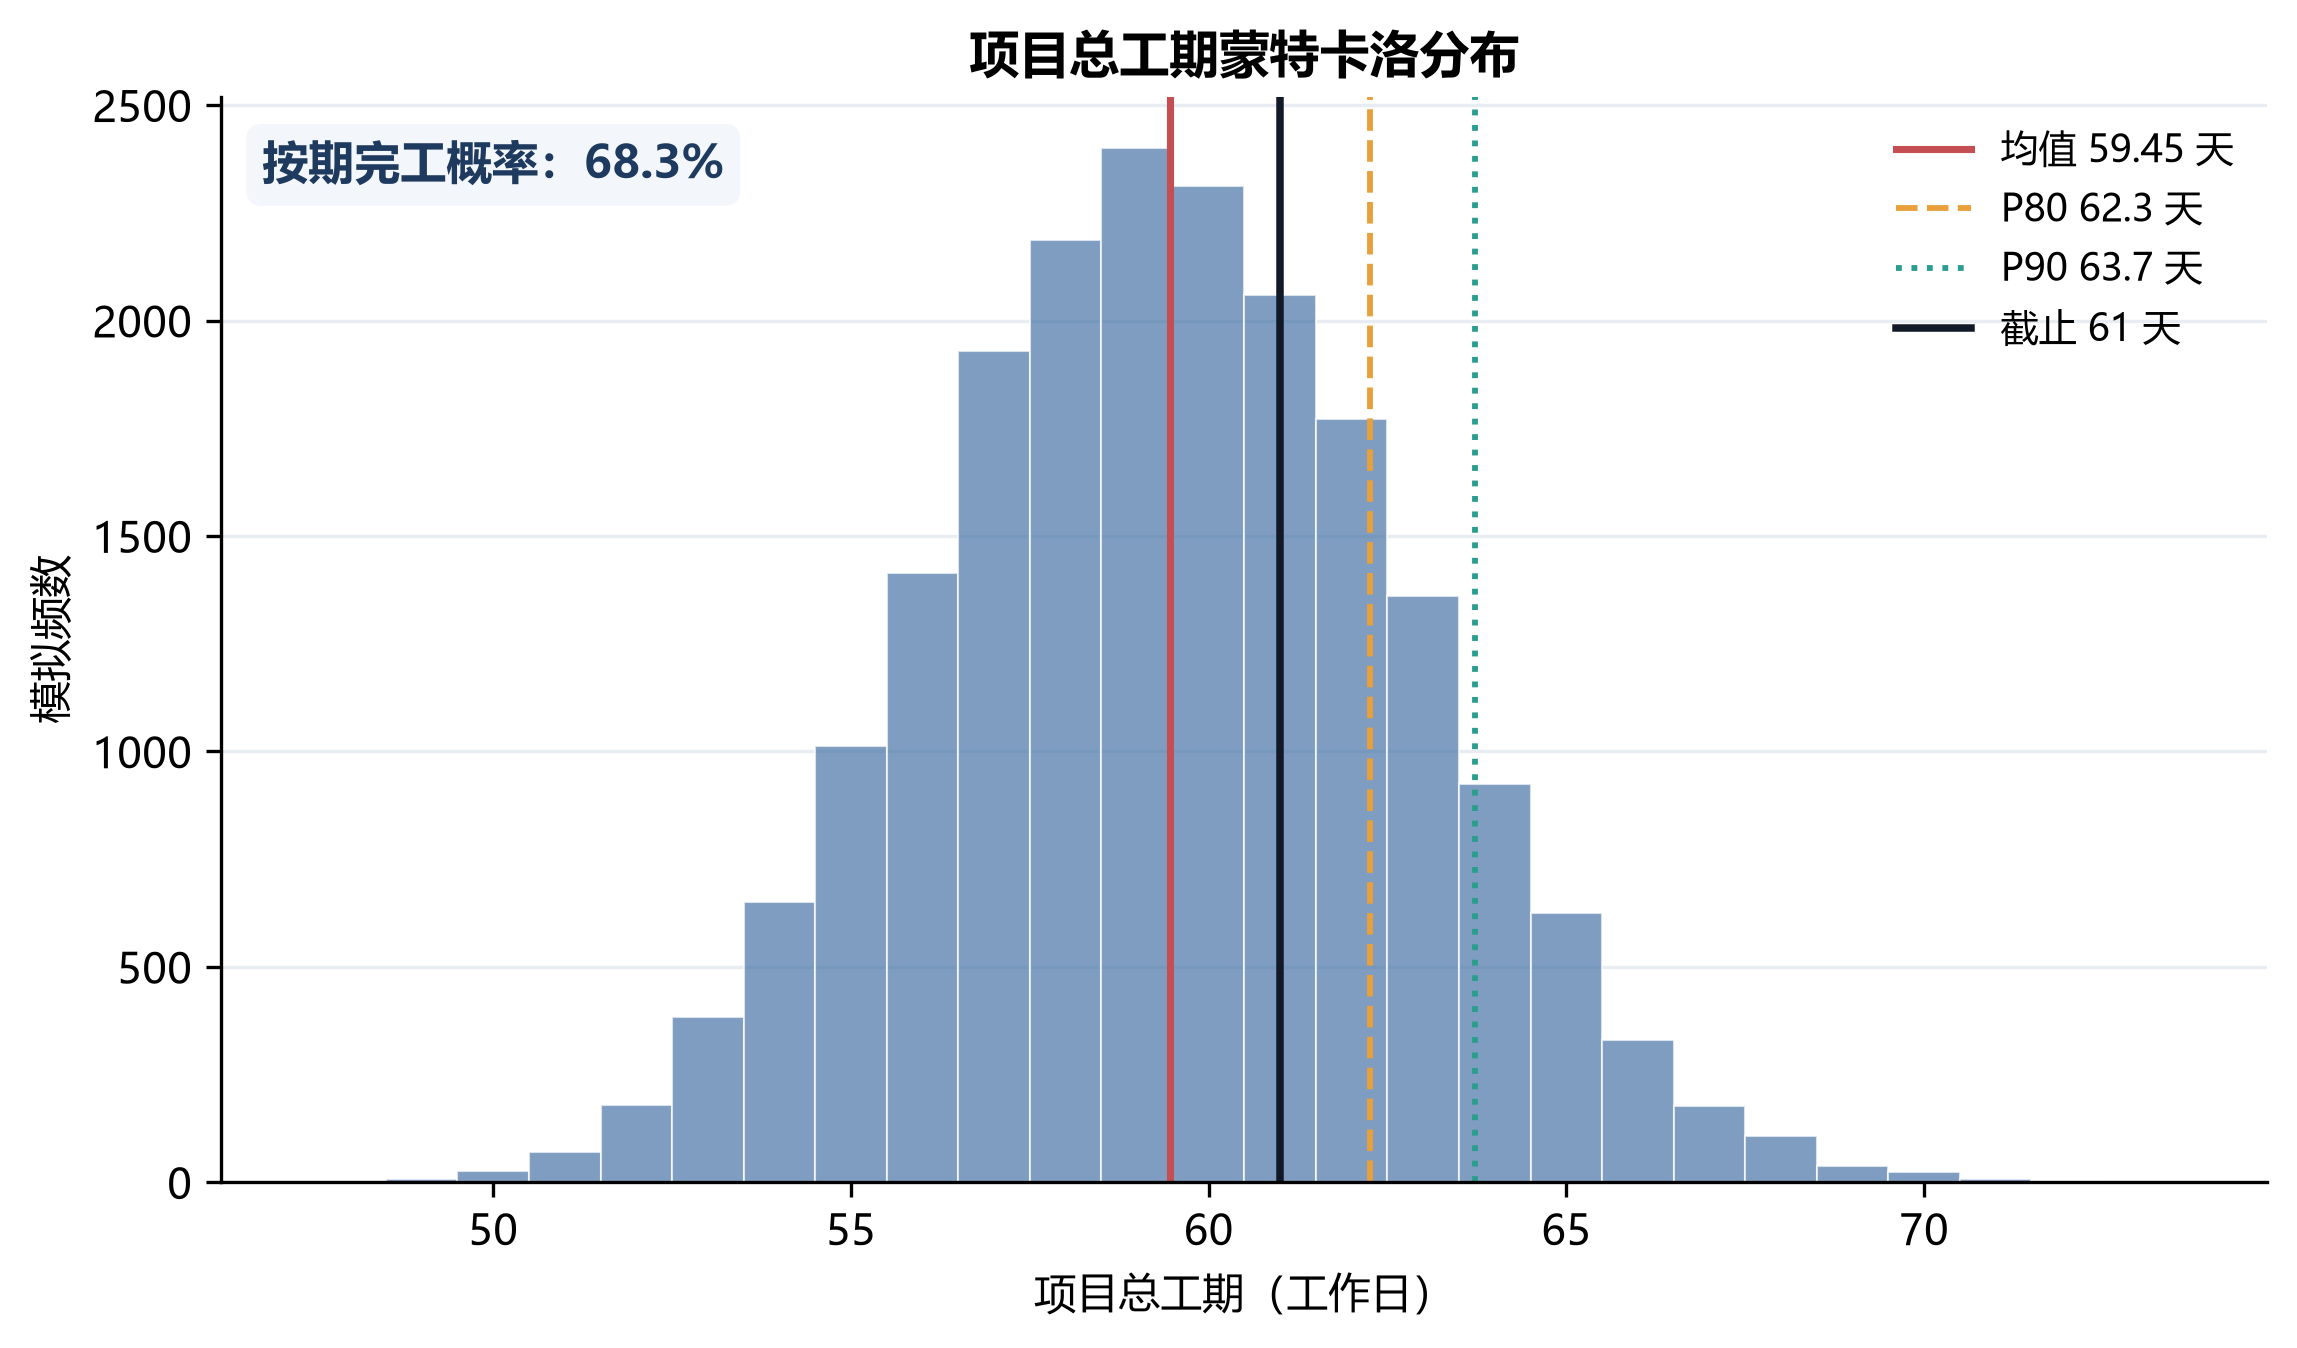 项目总工期蒙特卡洛分布
按期完工概率：68.3%
均值 59.45 天
P80 62.3 天
P90 63.7 天
截止 61 天
模拟频数
2500
2000
1500
1000
500
0
50
55
60
65
70
项目总工期（工作日）